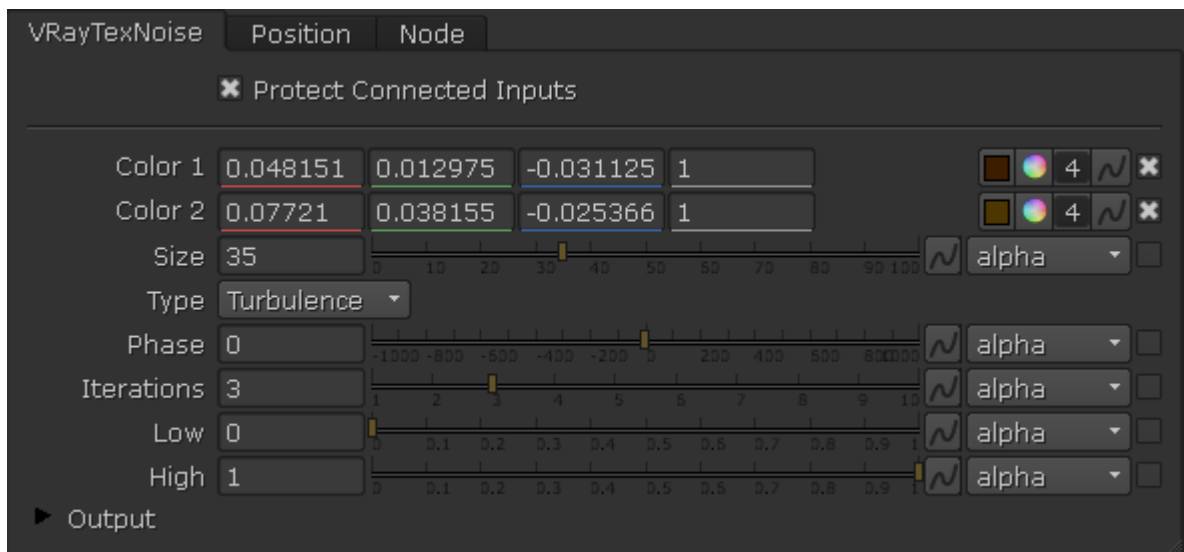 VRayTexNoise Position Node
Protect Connected Inputs
Color 1 0.048151 0.012975 -0.031125 1 4
Color 2 0.07721 0.038155 -0.025366 1 4
Size 35 0 10 20 30 40 50 60 70 80 90 100 alpha
Type Turbulence
Phase 0 -1000 -800 -600 -400 -200 0 200 400 600 800 1000 alpha
Iterations 3 1 2 3 4 5 6 7 8 9 10 alpha
Low 0 0 0.1 0.2 0.3 0.4 0.5 0.6 0.7 0.8 0.9 1 alpha
High 1 0 0.1 0.2 0.3 0.4 0.5 0.6 0.7 0.8 0.9 1 alpha
Output